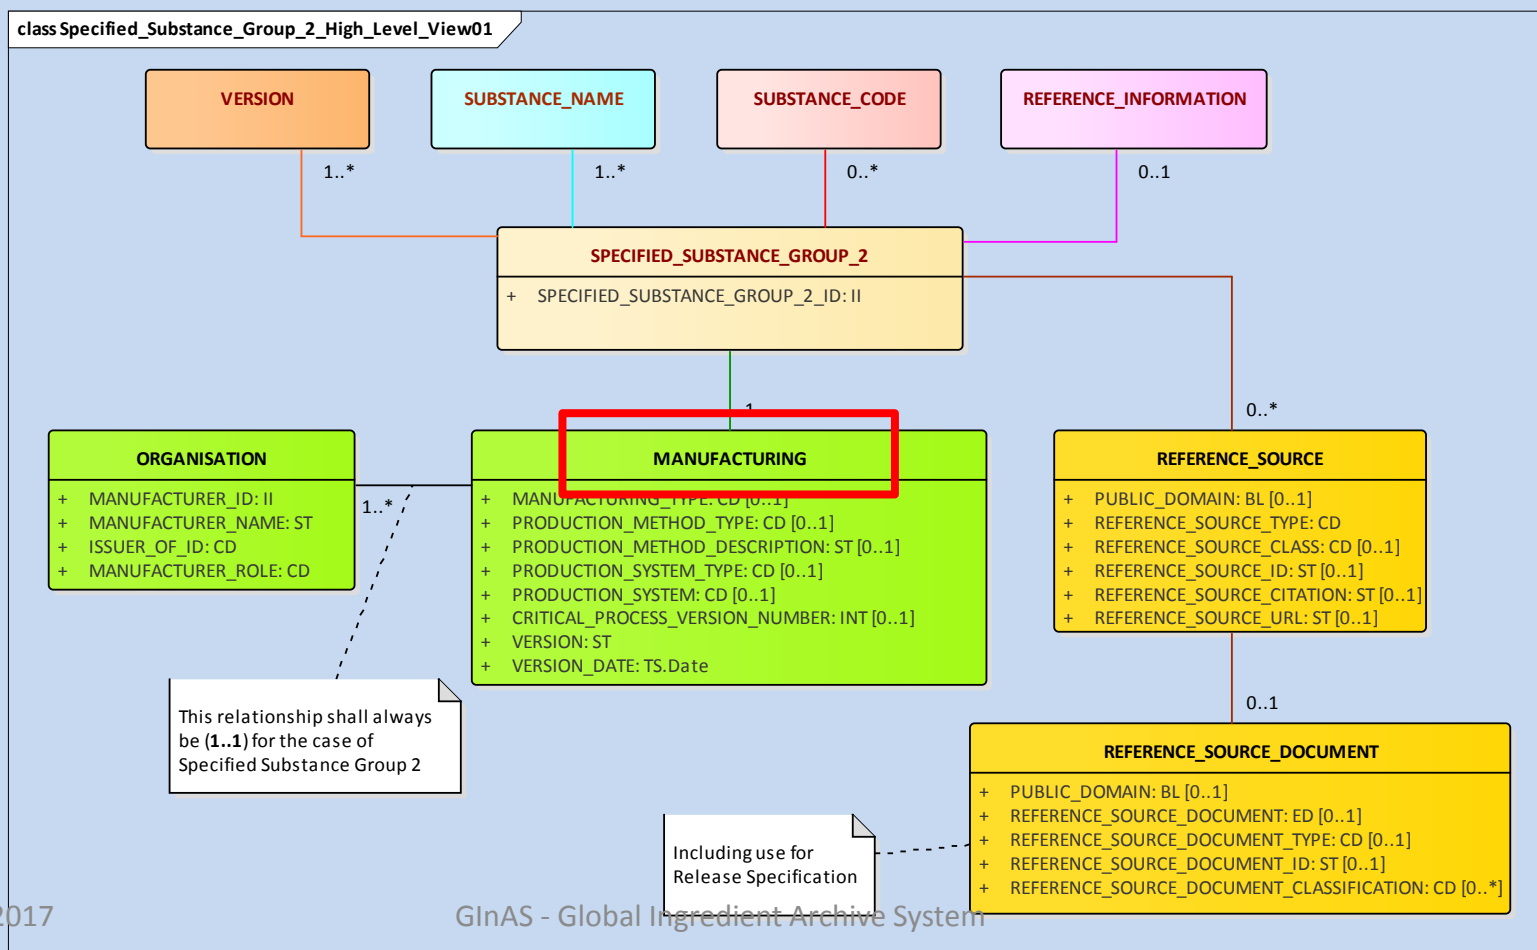 class Specified_Substance_Group_2_High_Level_View01
VERSION
SUBSTANCE_NAME
SUBSTANCE_CODE
REFERENCE_INFORMATION
1..*
1..*
0..*
0..1
SPECIFIED_SUBSTANCE_GROUP_2
+ SPECIFIED_SUBSTANCE_GROUP_2_ID: II
1
0..*
ORGANISATION
+ MANUFACTURER_ID: II
+ MANUFACTURER_NAME: ST
+ ISSUER_OF_ID: CD
+ MANUFACTURER_ROLE: CD
1..*
MANUFACTURING
+ MANUFACTURING_TYPE: CD [0..1]
+ PRODUCTION_METHOD_TYPE: CD [0..1]
+ PRODUCTION_METHOD_DESCRIPTION: ST [0..1]
+ PRODUCTION_SYSTEM_TYPE: CD [0..1]
+ PRODUCTION_SYSTEM: CD [0..1]
+ CRITICAL_PROCESS_VERSION_NUMBER: INT [0..1]
+ VERSION: ST
+ VERSION_DATE: TS.Date
REFERENCE_SOURCE
+ PUBLIC_DOMAIN: BL [0..1]
+ REFERENCE_SOURCE_TYPE: CD
+ REFERENCE_SOURCE_CLASS: CD [0..1]
+ REFERENCE_SOURCE_ID: ST [0..1]
+ REFERENCE_SOURCE_CITATION: ST [0..1]
+ REFERENCE_SOURCE_URL: ST [0..1]
This relationship shall always
be (1..1) for the case of
Specified Substance Group 2
0..1
REFERENCE_SOURCE_DOCUMENT
+ PUBLIC_DOMAIN: BL [0..1]
+ REFERENCE_SOURCE_DOCUMENT: ED [0..1]
+ REFERENCE_SOURCE_DOCUMENT_TYPE: CD [0..1]
+ REFERENCE_SOURCE_DOCUMENT_ID: ST [0..1]
+ REFERENCE_SOURCE_DOCUMENT_CLASSIFICATION: CD [0..*]
Including use for
Release Specification
2017
GInAS - Global Ingredient Archive System